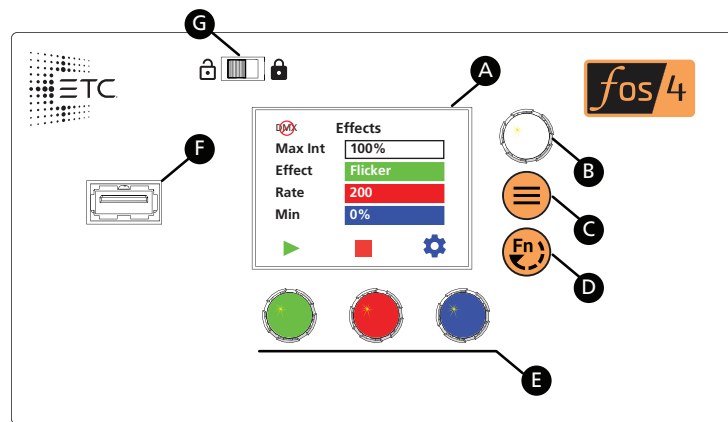 G
A
ETC
fos/4
DMX Effects
Max Int 100%
Effect Flicker
Rate 200
Min 0%
B
F
C
Fn
D
E